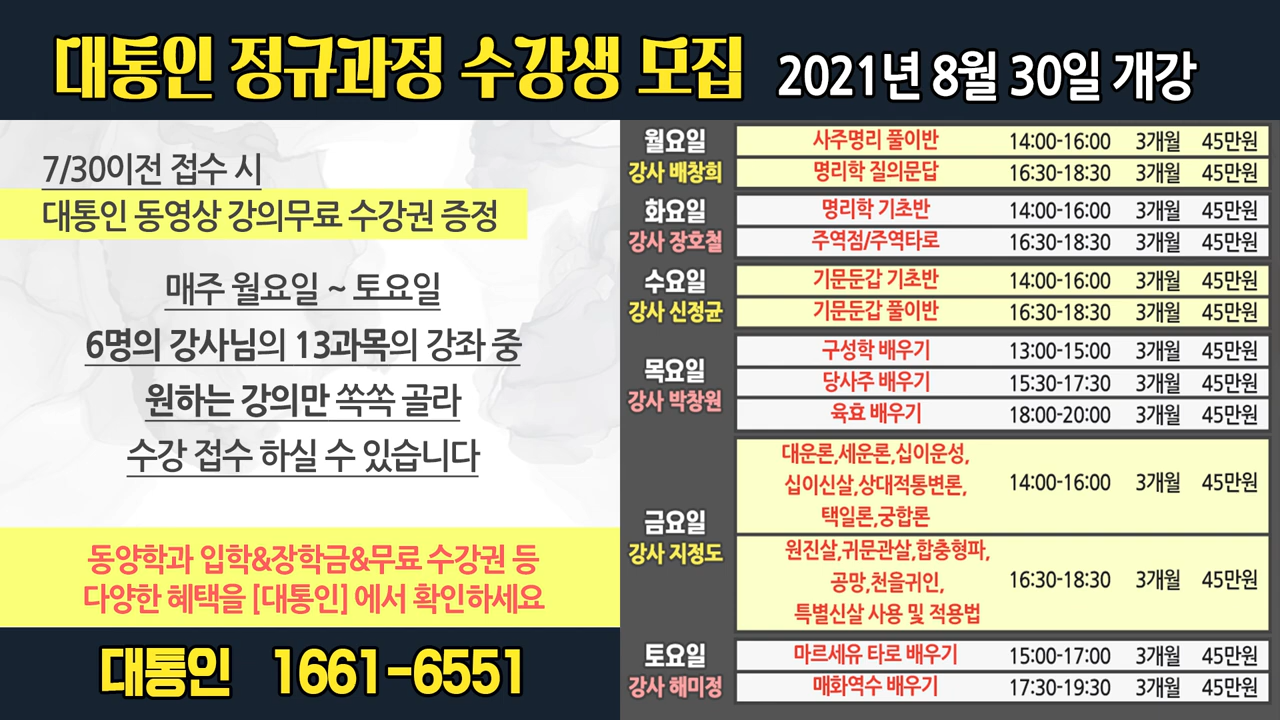 대통인 정규과정 수강생 모집 2021년 8월 30일 개강
7/30이전 접수 시
대통인 동영상 강의무료 수강권 증정
매주 월요일 ~ 토요일
6명의 강사님의 13과목의 강좌 중
원하는 강의만 쏙쏙 골라
수강 접수 하실 수 있습니다
동양학과 입학&장학금&무료 수강권 등
다양한 혜택을 [대통인] 에서 확인하세요
대통인 1661-6551
월요일
강사 배창희
사주명리 풀이반 14:00-16:00 3개월 45만원
명리학 질의문답 16:30-18:30 3개월 45만원
화요일
강사 장호철
명리학 기초반 14:00-16:00 3개월 45만원
주역점/주역타로 16:30-18:30 3개월 45만원
수요일
강사 신정균
기문둔갑 기초반 14:00-16:00 3개월 45만원
기문둔갑 풀이반 16:30-18:30 3개월 45만원
목요일
강사 박창원
구성학 배우기 13:00-15:00 3개월 45만원
당사주 배우기 15:30-17:30 3개월 45만원
육효 배우기 18:00-20:00 3개월 45만원
금요일
강사 지정도
대운론,세운론,십이운성,
십이신살,상대적통변론,
택일론,궁합론
14:00-16:00 3개월 45만원
원진살,귀문관살,합충형파,
공망,천을귀인,
특별신살 사용 및 적용법
16:30-18:30 3개월 45만원
토요일
강사 해미정
마르세유 타로 배우기 15:00-17:00 3개월 45만원
매화역수 배우기 17:30-19:30 3개월 45만원